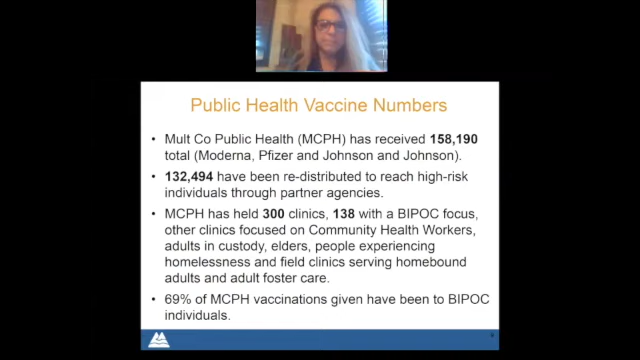 Public Health Vaccine Numbers
• Mult Co Public Health (MCPH) has received 158,190
total (Moderna, Pfizer and Johnson and Johnson).
• 132,494 have been re-distributed to reach high-risk
individuals through partner agencies.
• MCPH has held 300 clinics, 138 with a BIPOC focus,
other clinics focused on Community Health Workers,
adults in custody, elders, people experiencing
homelessness and field clinics serving homebound
adults and adult foster care.
• 69% of MCPH vaccinations given have been to BIPOC
individuals.